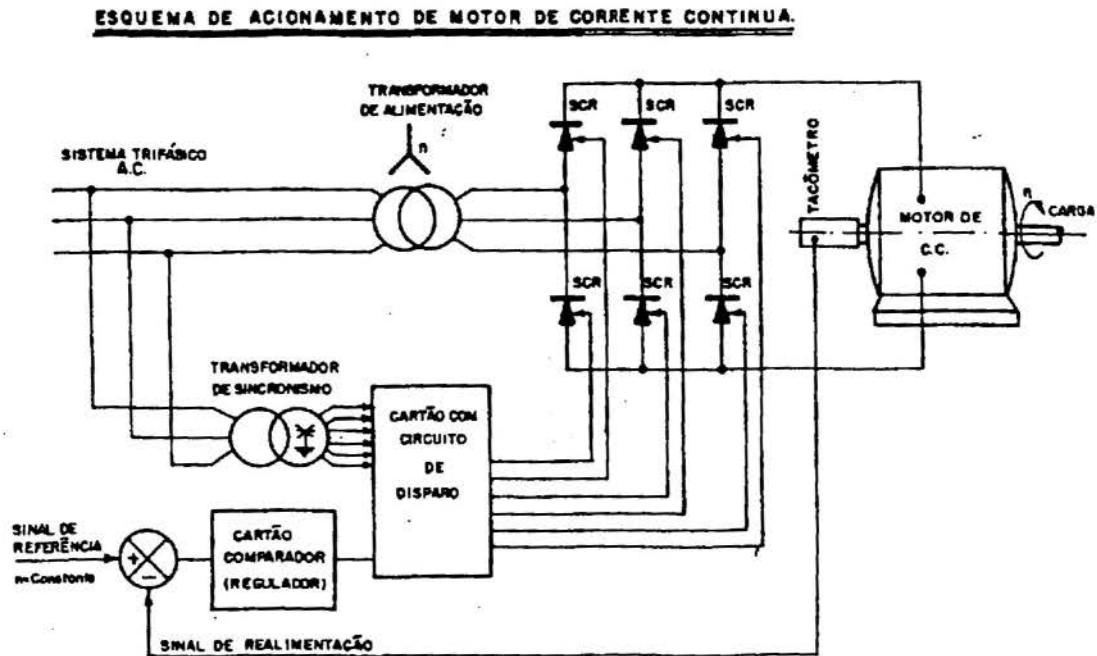 ESQUEMA DE ACIONAMENTO DE MOTOR DE CORRENTE CONTINUA.
TRANSFORMADOR
DE ALIMENTAÇÃO
n
SISTEMA TRIFÁSICO
A.C.
SCR
SCR
SCR
TACÔMETRO
MOTOR DE
C.C.
n
CARGA
SCR
SCR
SCR
TRANSFORMADOR
DE SINCRONISMO
CARTÃO COM
CIRCUITO
DE
DISPARO
SINAL DE
REFERÊNCIA
n=Constante
+
−
CARTÃO
COMPARADOR
(REGULADOR)
SINAL DE REALIMENTAÇÃO